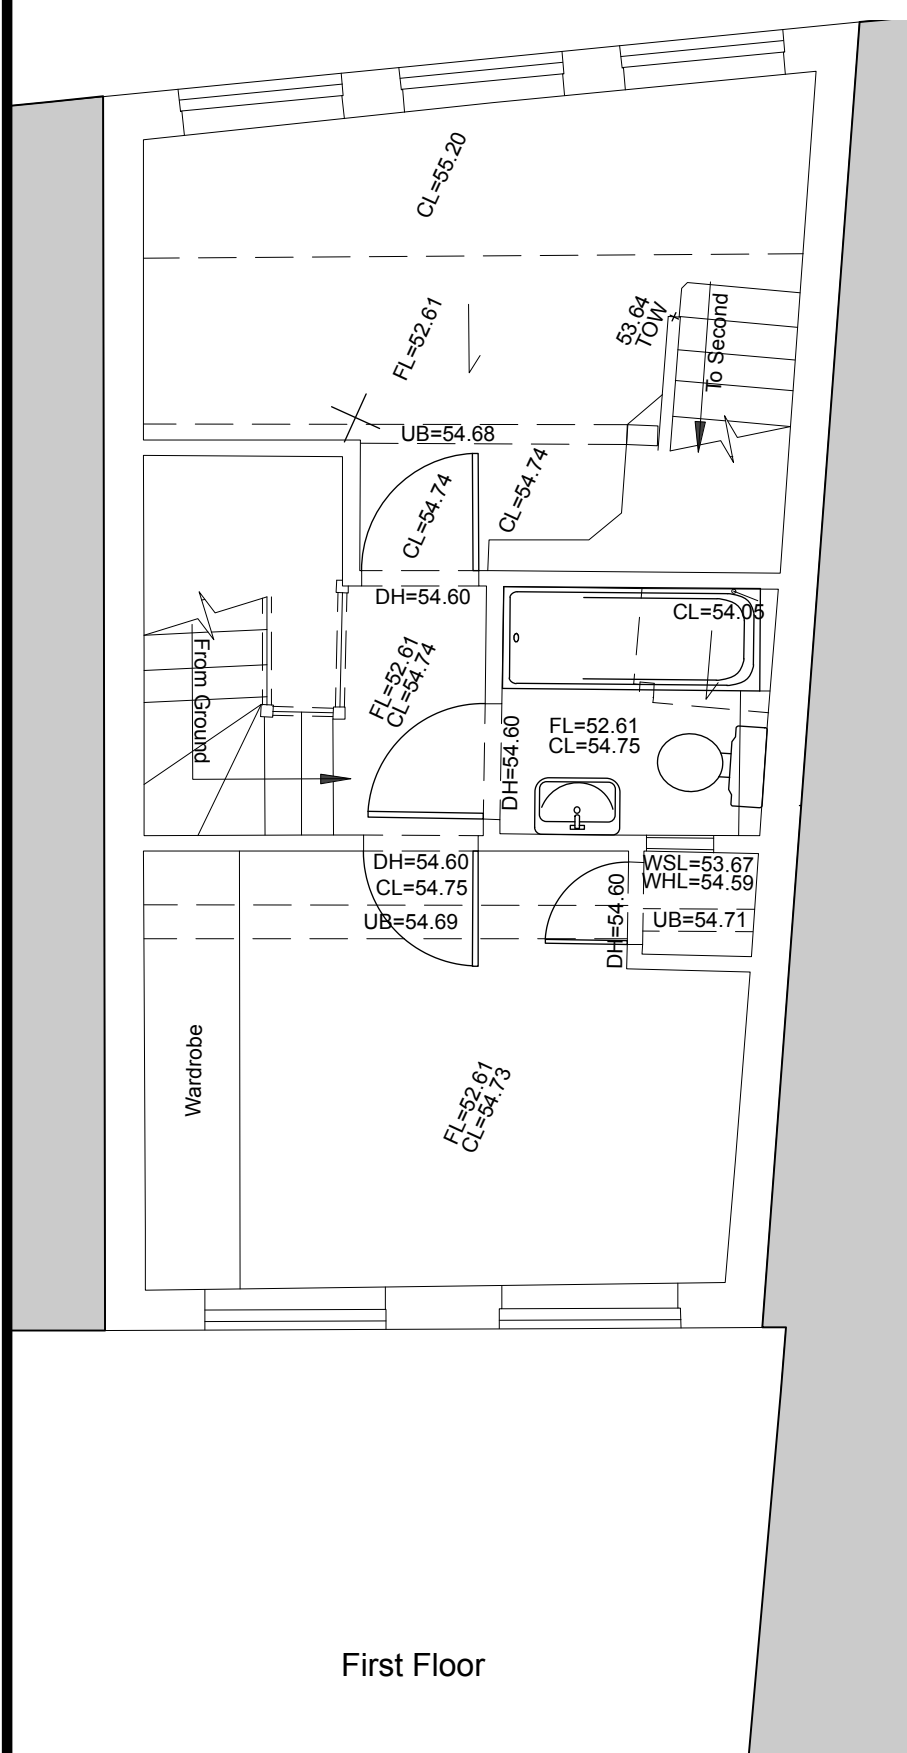 CL=55.20
FL=52.61
53.64
TOW
To Second
UB=54.68
CL=54.74
CL=54.74
DH=54.60
CL=54.05
From Ground
FL=52.61
CL=54.74
DH=54.60
FL=52.61
CL=54.75
DH=54.60
CL=54.75
UB=54.69
DH=54.60
WSL=53.67
WHL=54.59
UB=54.71
Wardrobe
FL=52.61
CL=54.73
First Floor